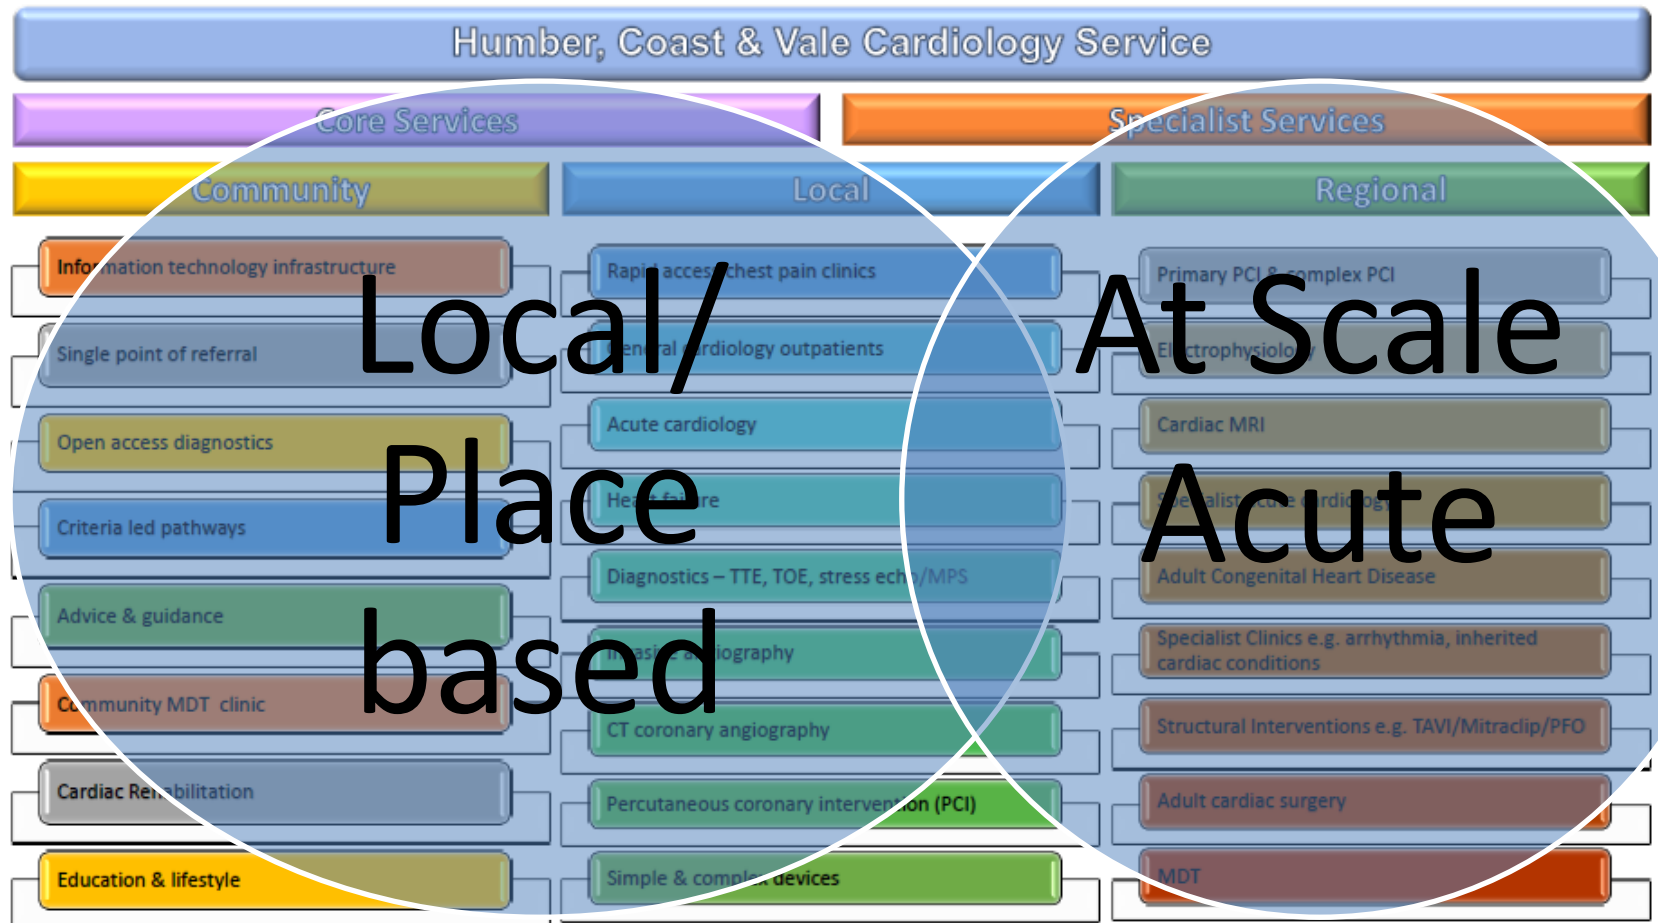 Humber, Coast & Vale Cardiology Service
Core Services
Specialist Services
Community
Local
Regional
Information technology infrastructure
Single point of referral
Open access diagnostics
Criteria led pathways
Advice & guidance
Community MDT clinic
Cardiac Rehabilitation
Education & lifestyle
Rapid access chest pain clinics
General cardiology outpatients
Acute cardiology
Heart failure
Diagnostics – TTE, TOE, stress echo/MPS
Invasive angiography
CT coronary angiography
Percutaneous coronary intervention (PCI)
Simple & complex devices
Primary PCI & complex PCI
Electrophysiology
Cardiac MRI
Specialist acute cardiology
Adult Congenital Heart Disease
Specialist Clinics e.g. arrhythmia, inherited
cardiac conditions
Structural Interventions e.g. TAVI/Mitraclip/PFO
Adult cardiac surgery
MDT
Local/
Place
based
At Scale
Acute